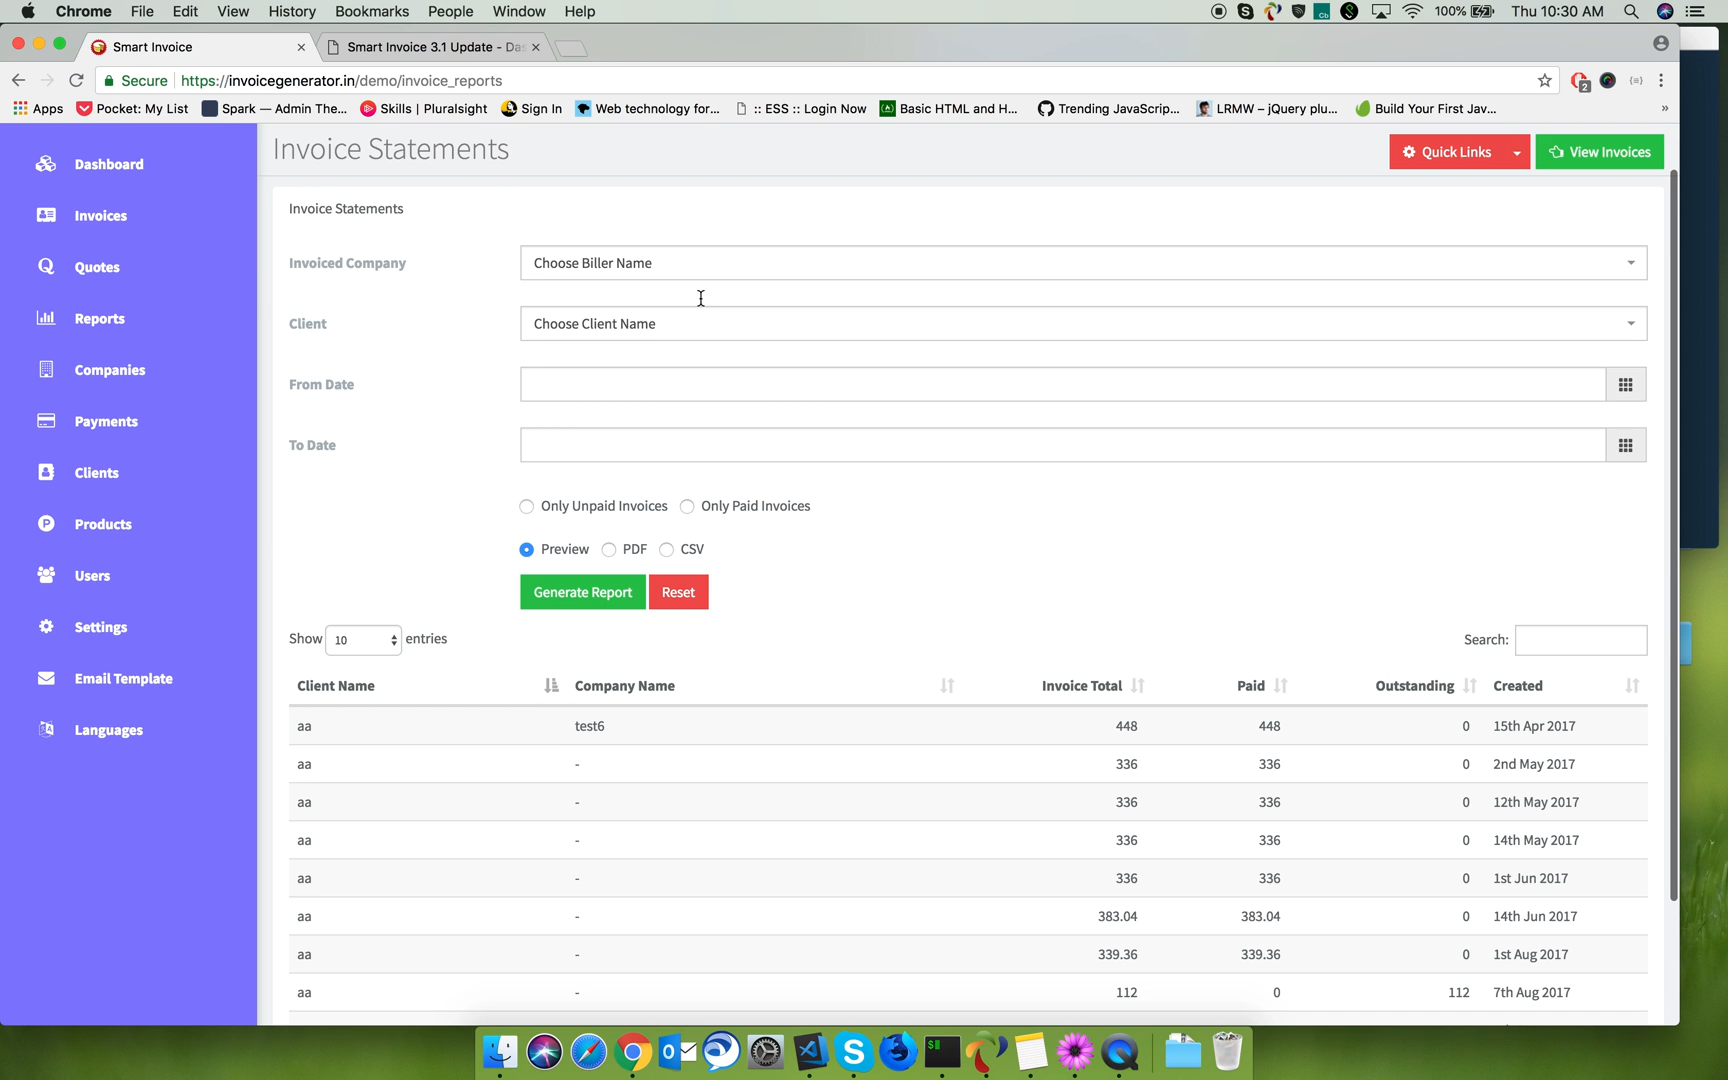 Chrome File Edit View History Bookmarks People Window Help 100% Thu 10:30 AM
Smart Invoice Smart Invoice 3.1 Update - Das
Secure https://invoicegenerator.in/demo/invoice_reports
Apps Pocket: My List Spark — Admin The... Skills | Pluralsight Sign In Web technology for... :: ESS :: Login Now Basic HTML and H... Trending JavaScrip... LRMW – jQuery plu... Build Your First Jav... »
Dashboard
Invoices
Quotes
Reports
Companies
Payments
Clients
Products
Users
Settings
Email Template
Languages
Invoice Statements
Quick Links
View Invoices
Invoice Statements
Invoiced Company Choose Biller Name
Client Choose Client Name
From Date
To Date
Only Unpaid Invoices Only Paid Invoices
Preview PDF CSV
Generate Report Reset
Show 10 entries Search:
Client Name Company Name Invoice Total Paid Outstanding Created
aa test6 448 448 0 15th Apr 2017
aa - 336 336 0 2nd May 2017
aa - 336 336 0 12th May 2017
aa - 336 336 0 14th May 2017
aa - 336 336 0 1st Jun 2017
aa - 383.04 383.04 0 14th Jun 2017
aa - 339.36 339.36 0 1st Aug 2017
aa - 112 0 112 7th Aug 2017